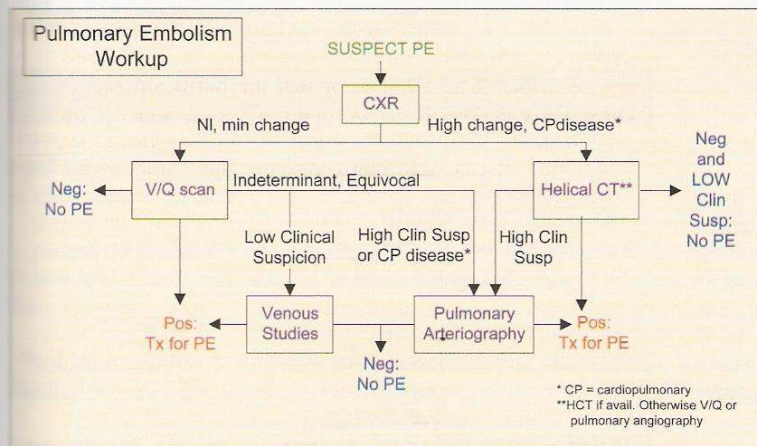 Pulmonary Embolism
Workup
SUSPECT PE
CXR
NI, min change
High change, CPdisease*
Neg:
No PE
V/Q scan
Indeterminant, Equivocal
Helical CT**
Neg
and
LOW
Clin
Susp:
No PE
Low Clinical
Suspicion
High Clin Susp
or CP disease*
High Clin
Susp
Pos:
Tx for PE
Venous
Studies
Pulmonary
Arteriography
Pos:
Tx for PE
Neg:
No PE
* CP = cardiopulmonary
**HCT if avail. Otherwise V/Q or
pulmonary angiography